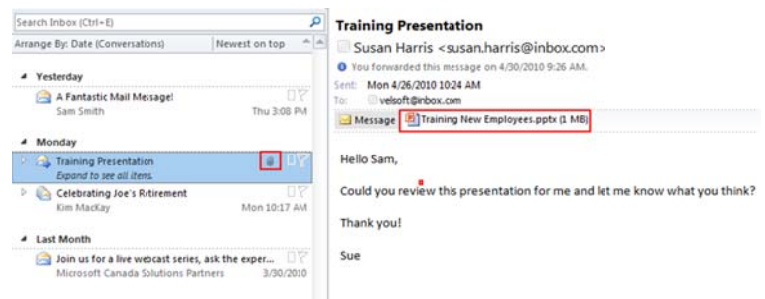 Search Inbox (Ctrl+E)
Arrange By: Date (Conversations) Newest on top
Yesterday
A Fantastic Mail Message!
Sam Smith Thu 3:08 PM
Monday
Training Presentation
Expand to see all items.
Celebrating Joe's Retirement
Kim MacKay Mon 10:17 AM
Last Month
Join us for a live webcast series, ask the exper...
Microsoft Canada Solutions Partners 3/30/2010
Training Presentation
Susan Harris <susan.harris@inbox.com>
You forwarded this message on 4/30/2010 9:26 AM.
Sent: Mon 4/26/2010 10:24 AM
To: velsoft@inbox.com
Message Training New Employees.pptx (1 MB)
Hello Sam,
Could you review this presentation for me and let me know what you think?
Thank you!
Sue